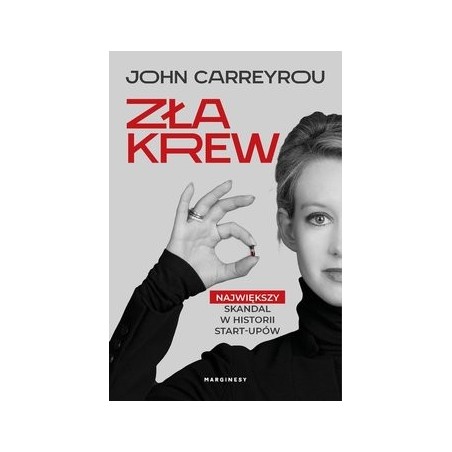 JOHN CARREYROU
ZŁA
KREW
NAJWIĘKSZY
SKANDAL
W HISTORII
START-UPÓW
MARGINESY